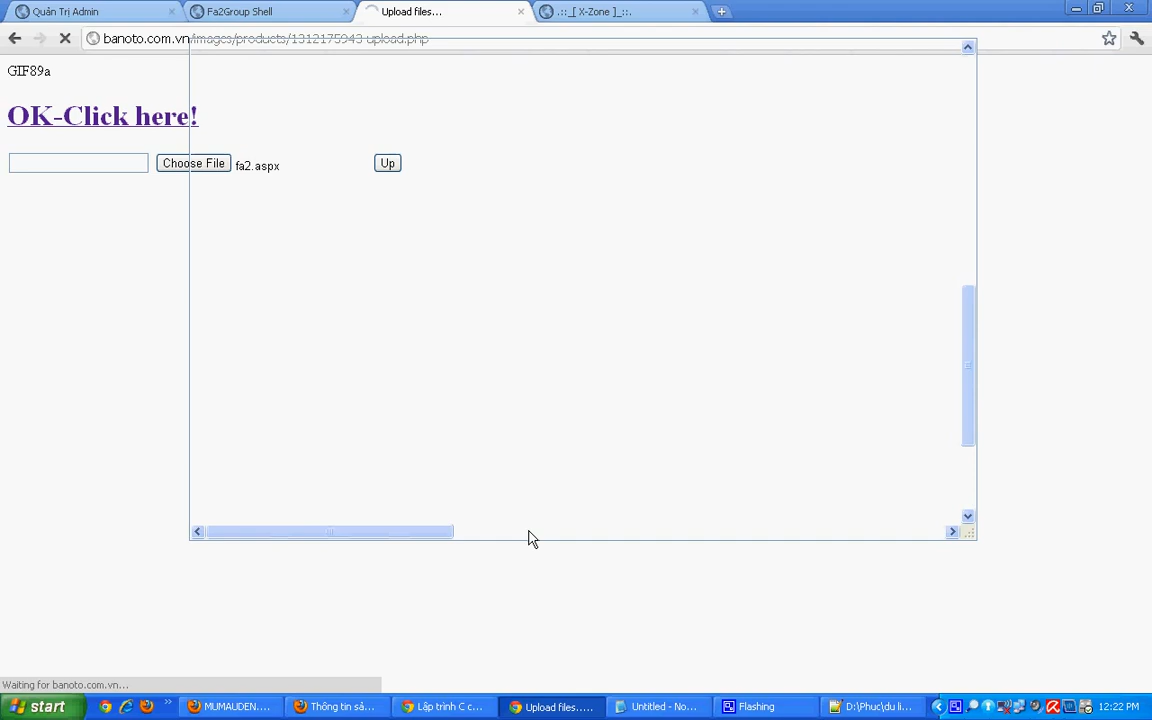 Quản Trị Admin
Fa2Group Shell
Upload files...
.::_[ X-Zone ]_::.
banoto.com.vn/images/products/1312175943-upload.php
GIF89a
OK-Click here!
Choose File fa2.aspx Up
Waiting for banoto.com.vn...
start
MUMAUDEN....
Thông tin sả...
Lập trình C c...
Upload files.....
Untitled - No...
Flashing
D:\Phuc\du li...
12:22 PM